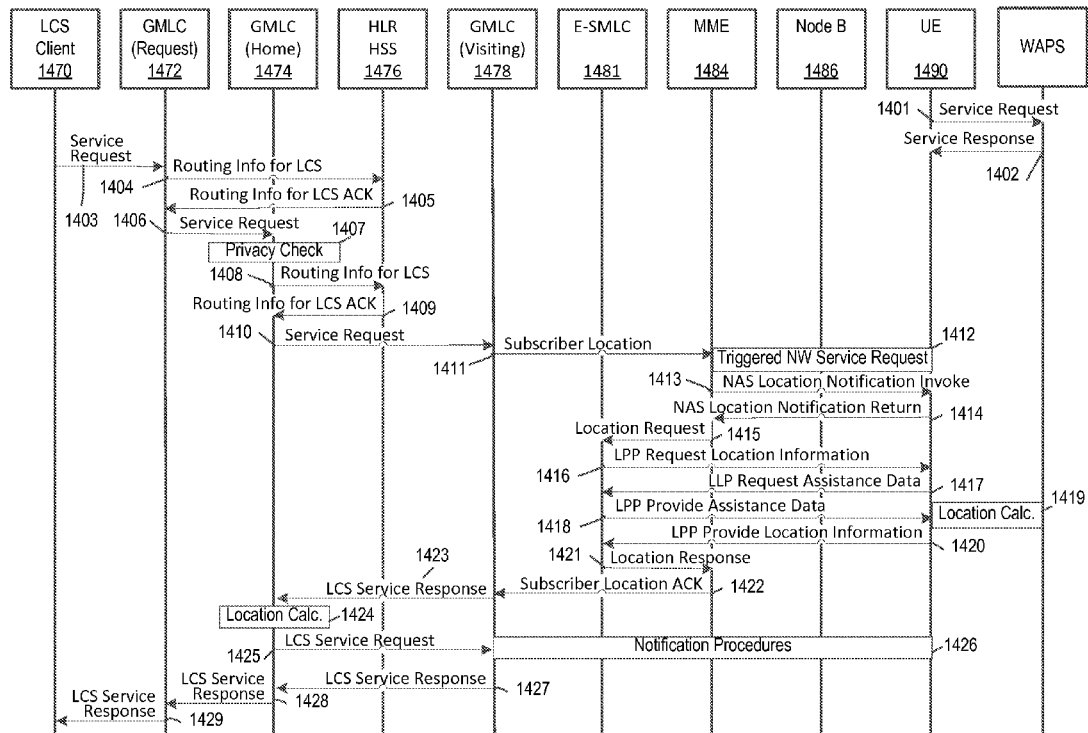 LCS
Client
1470
GMLC
(Request)
1472
GMLC
(Home)
1474
HLR
HSS
1476
GMLC
(Visiting)
1478
E-SMLC
1481
MME
1484
Node B
1486
UE
1490
WAPS
1401
Service Request
Service Response
1402
Service
Request
1403
Routing Info for LCS
1404
Routing Info for LCS ACK
1405
1406
Service Request
1407
Privacy Check
1408
Routing Info for LCS
Routing Info for LCS ACK
1409
1410
Service Request
Subscriber Location
1411
1412
Triggered NW Service Request
1413
NAS Location Notification Invoke
NAS Location Notification Return
1414
Location Request
1415
LPP Request Location Information
1416
LLP Request Assistance Data
1417
LPP Provide Assistance Data
1418
Location Calc.
1419
LPP Provide Location Information
1420
1421
Location Response
1423
Subscriber Location ACK
1422
LCS Service Response
Location Calc.
1424
LCS Service Request
1425
Notification Procedures
1426
LCS Service Response
1427
LCS Service
Response
1428
LCS Service
Response
1429